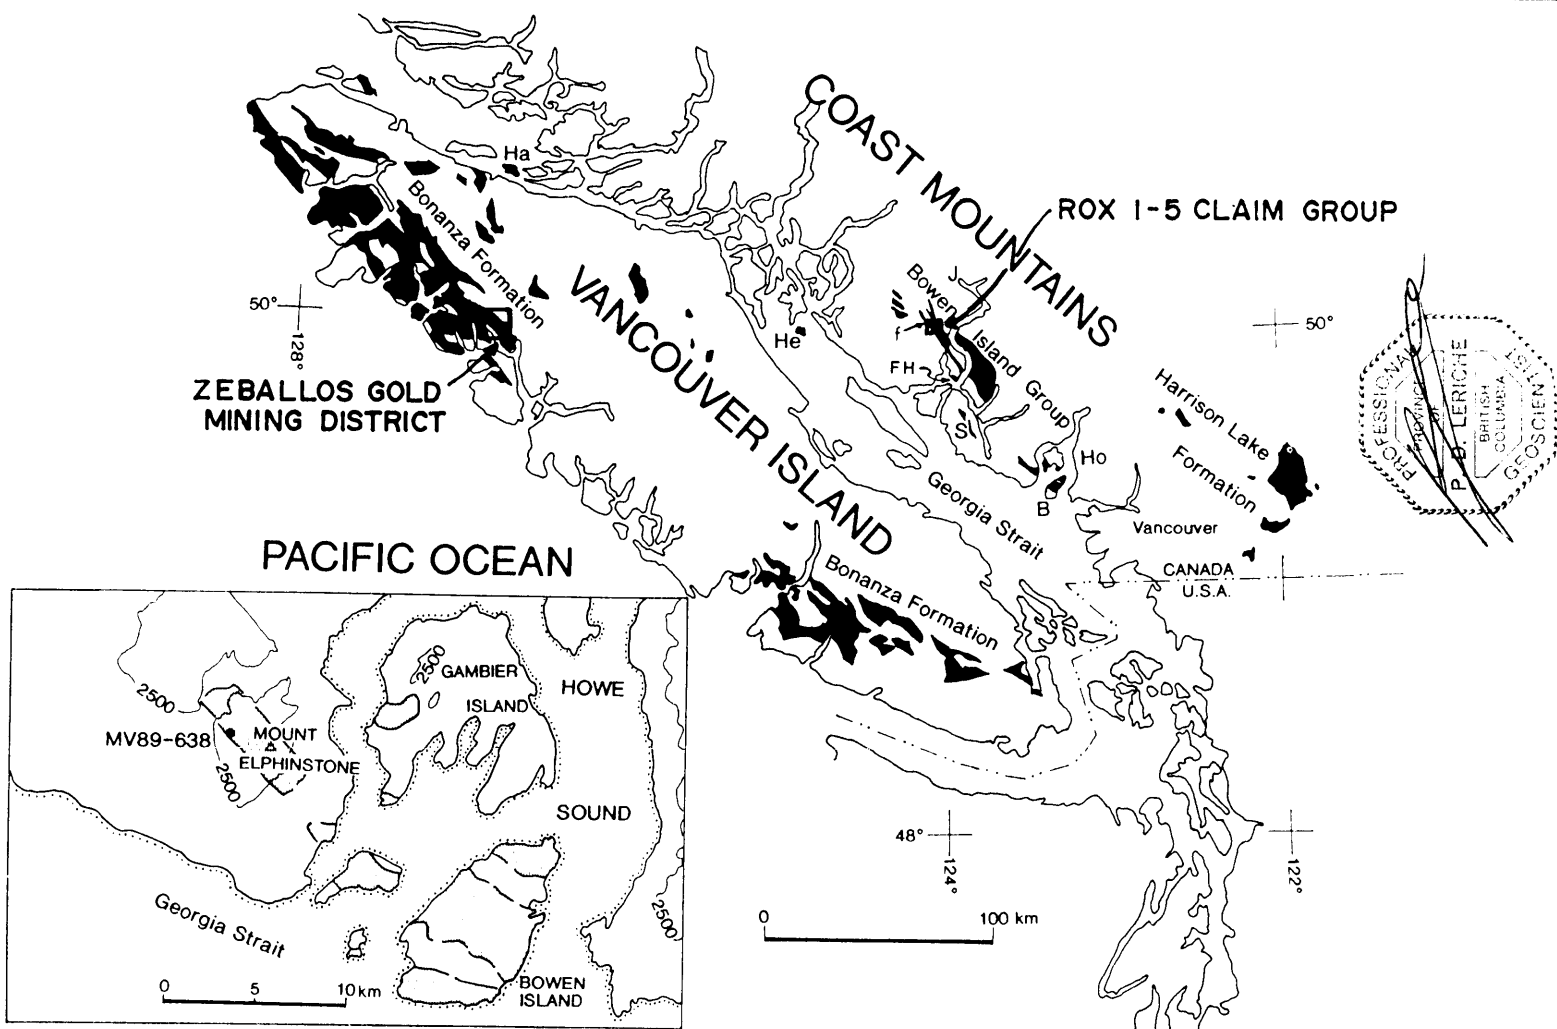 COAST MOUNTAINS
ROX 1-5 CLAIM GROUP
Ha
Bonanza Formation
50°
128°
VANCOUVER ISLAND
He
Bowen
Island Group
J
f
FH
S
Ho
B
50°
Harrison Lake
Formation
ZEBALLOS GOLD
MINING DISTRICT
Georgia Strait
Vancouver
CANADA
U.S.A.
PACIFIC OCEAN
Bonanza Formation
48°
124°
122°
0 100 km
PROFESSIONAL
PROVINCE
OF
P. D. LERICHE
BRITISH
COLUMBIA
GEOSCIENTIST
2500
GAMBIER
ISLAND
HOWE
SOUND
2500
MV89-638
MOUNT
ELPHINSTONE
2500
2500
Georgia Strait
BOWEN
ISLAND
0 5 10 km